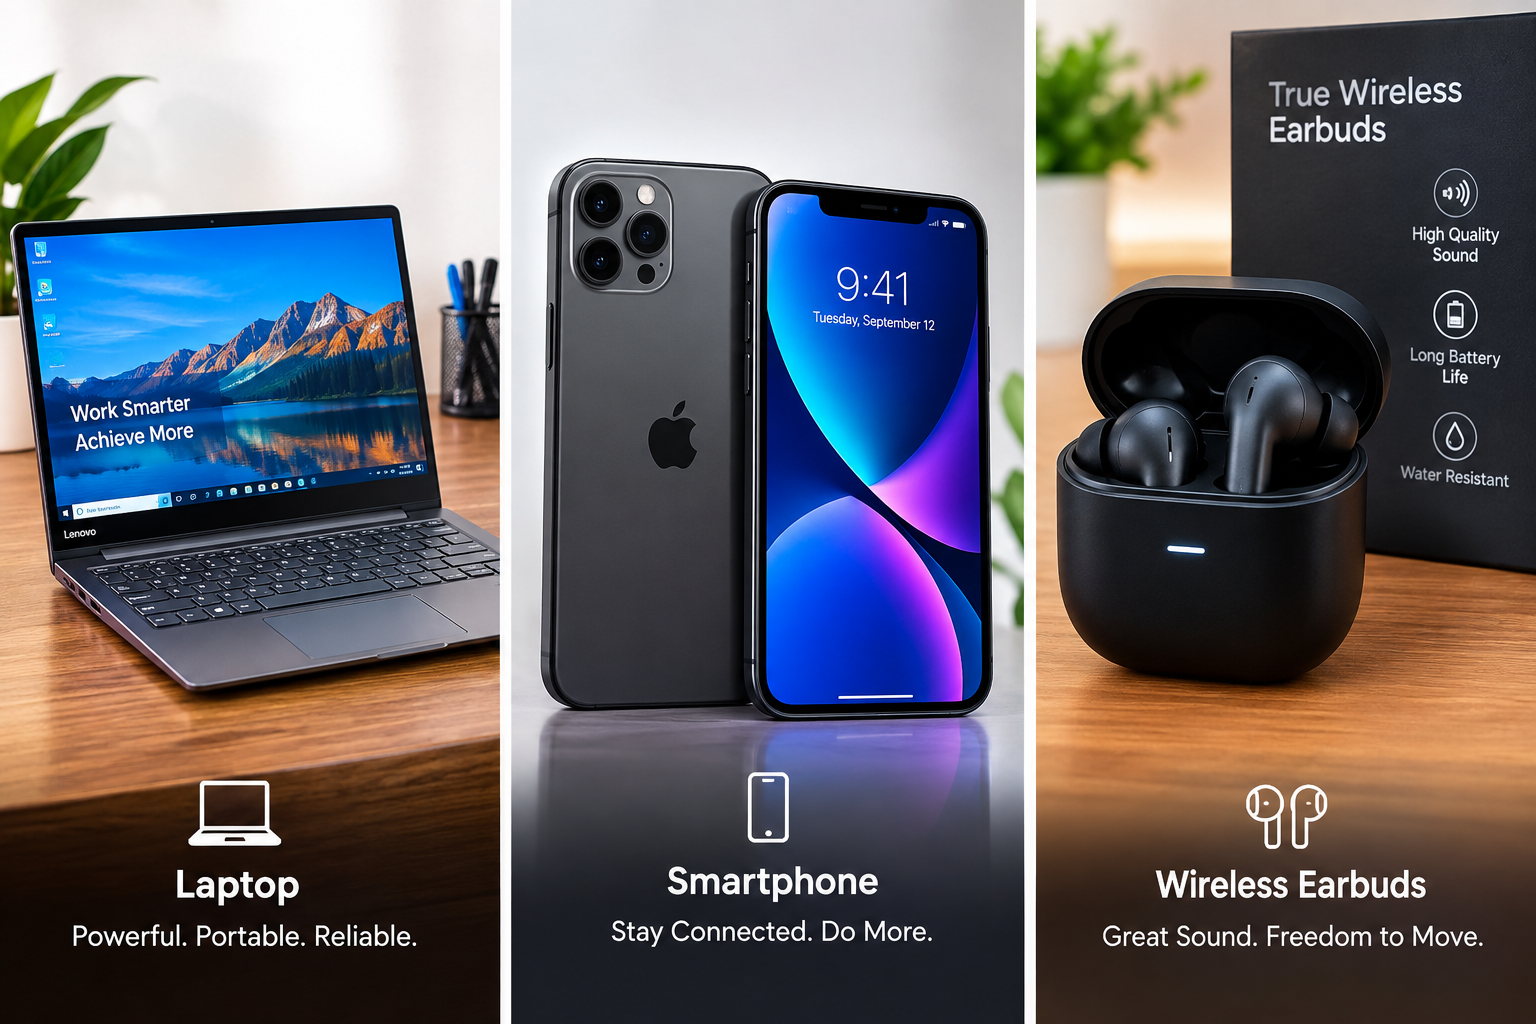 Work Smarter
Achieve More
Lenovo
Laptop
Powerful. Portable. Reliable.
9:41
Tuesday, September 12
Smartphone
Stay Connected. Do More.
True Wireless
Earbuds
High Quality
Sound
Long Battery
Life
Water Resistant
Wireless Earbuds
Great Sound. Freedom to Move.